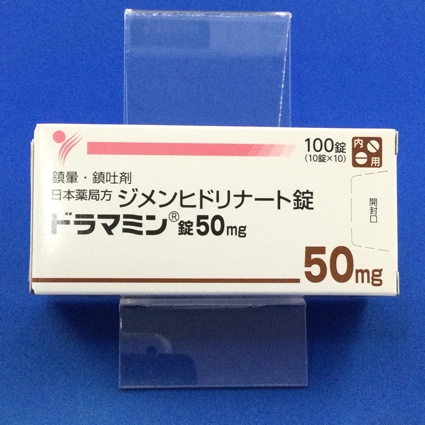 100錠
(10錠×10)
内用
鎮暈・鎮吐剤
日本薬局方 ジメンヒドリナート錠
ドラマミン®錠50mg
開封口
50mg